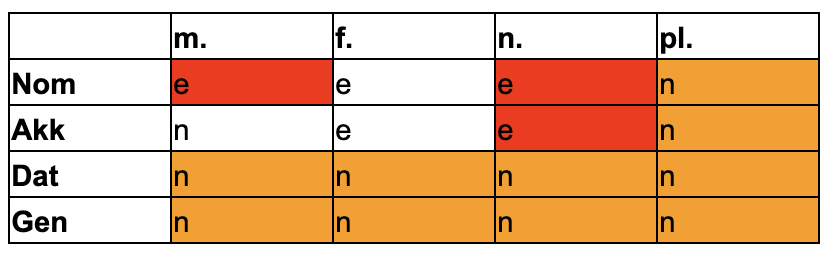 m. f. n. pl.
Nom e e e n
Akk n e e n
Dat n n n n
Gen n n n n